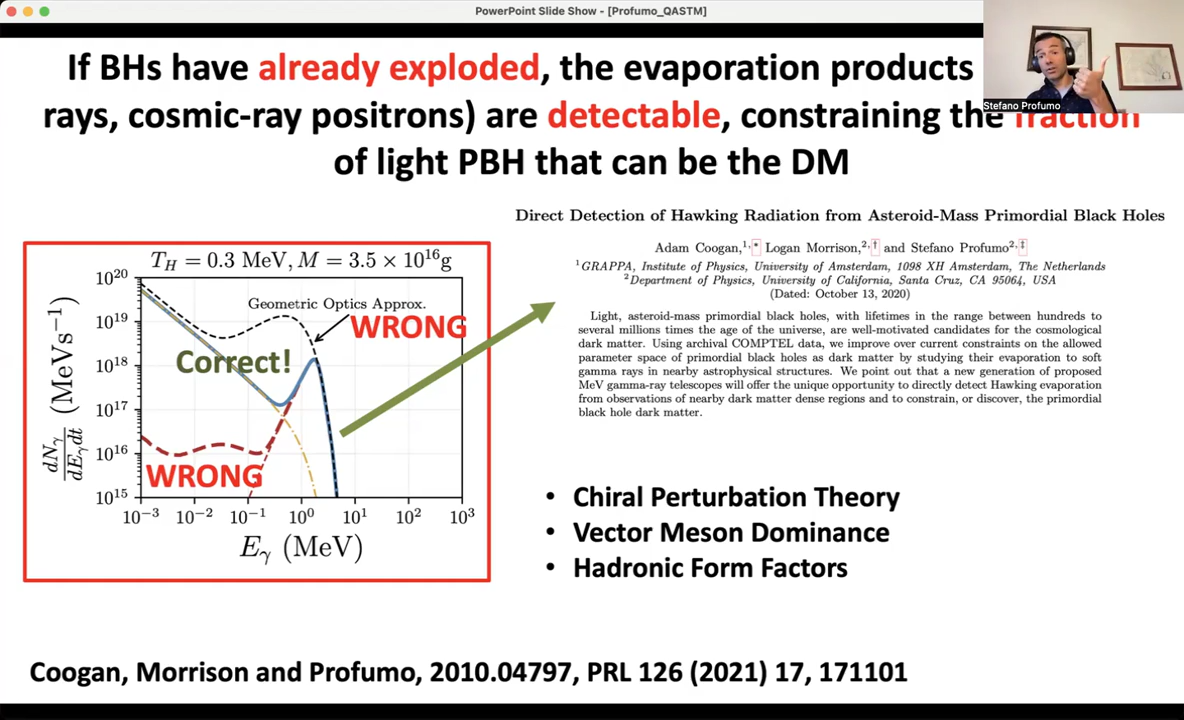 PowerPoint Slide Show - [Profumo_QASTM]
If BHs have already exploded, the evaporation products
rays, cosmic-ray positrons) are detectable, constraining the fraction
of light PBH that can be the DM
Stefano Profumo
Direct Detection of Hawking Radiation from Asteroid-Mass Primordial Black Holes
Adam Coogan,1, * Logan Morrison,2, † and Stefano Profumo2, ‡
1GRAPPA, Institute of Physics, University of Amsterdam, 1098 XH Amsterdam, The Netherlands
2Department of Physics, University of California, Santa Cruz, CA 95064, USA
(Dated: October 13, 2020)
Light, asteroid-mass primordial black holes, with lifetimes in the range between hundreds to
several millions times the age of the universe, are well-motivated candidates for the cosmological
dark matter. Using archival COMPTEL data, we improve over current constraints on the allowed
parameter space of primordial black holes as dark matter by studying their evaporation to soft
gamma rays in nearby astrophysical structures. We point out that a new generation of proposed
MeV gamma-ray telescopes will offer the unique opportunity to directly detect Hawking evaporation
from observations of nearby dark matter dense regions and to constrain, or discover, the primordial
black hole dark matter.
T_H = 0.3 MeV, M = 3.5 × 10^16 g
Geometric Optics Approx.
WRONG
Correct!
WRONG
dN_γ/dE_γdt (MeVs^−1)
10^20
10^19
10^18
10^17
10^16
10^15
10^−3 10^−2 10^−1 10^0 10^1 10^2 10^3
E_γ (MeV)
• Chiral Perturbation Theory
• Vector Meson Dominance
• Hadronic Form Factors
Coogan, Morrison and Profumo, 2010.04797, PRL 126 (2021) 17, 171101